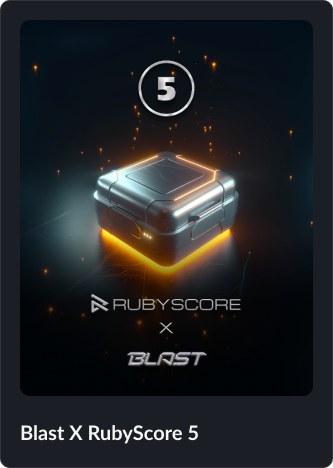 5
RUBYSCORE
X
BLAST
Blast X RubyScore 5